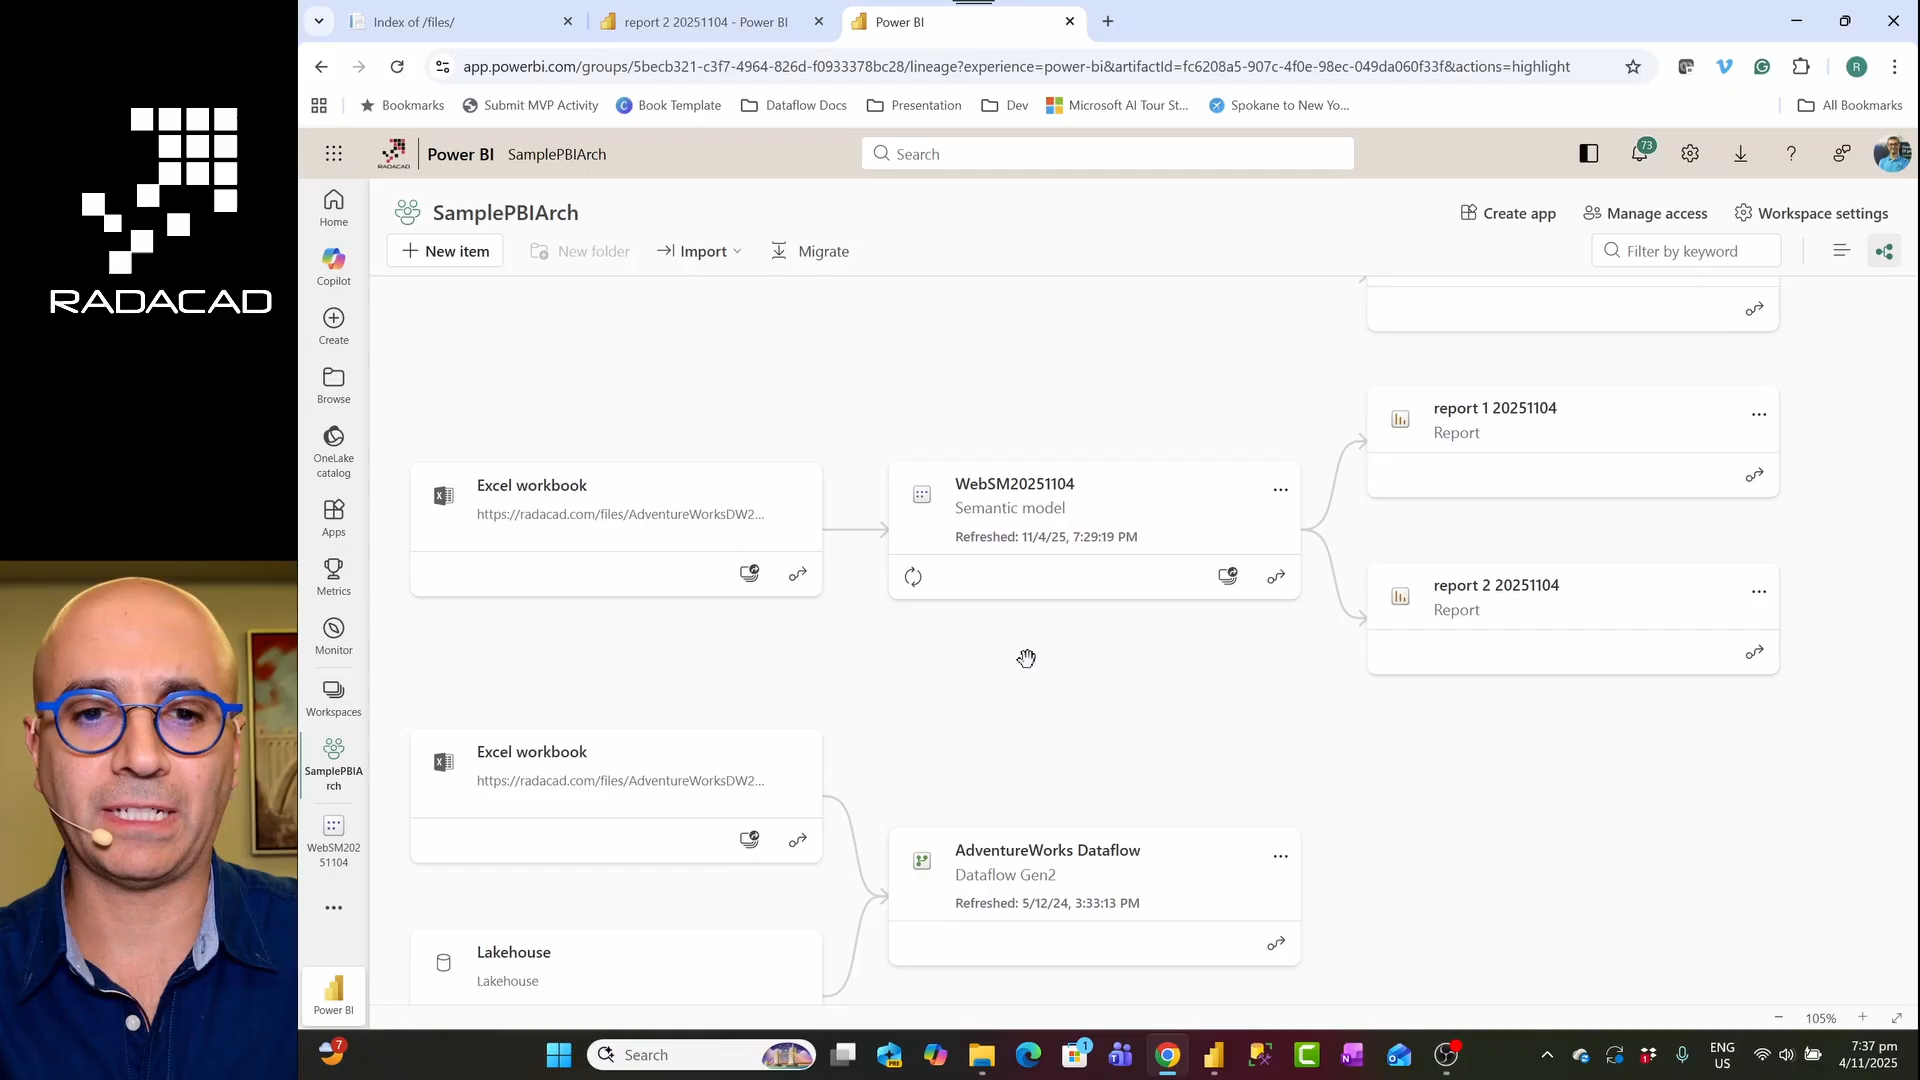 RADACAD
Index of /files/
report 2 20251104 - Power BI
Power BI
app.powerbi.com/groups/5becb321-c3f7-4964-826d-f0933378bc28/lineage?experience=power-bi&artifactId=fc6208a5-907c-4f0e-98ec-049da060f33f&actions=highlight
R
Bookmarks
Submit MVP Activity
Book Template
Dataflow Docs
Presentation
Dev
Microsoft AI Tour St...
Spokane to New Yo...
All Bookmarks
RADACAD
Power BI
SamplePBIArch
Search
73
SamplePBIArch
Create app
Manage access
Workspace settings
New item
New folder
Import
Migrate
Filter by keyword
Home
Copilot
Create
Browse
OneLake
catalog
Apps
Metrics
Monitor
Workspaces
SamplePBIA
rch
WebSM202
51104
Power BI
report 1 20251104
Report
Excel workbook
https://radacad.com/files/AdventureWorksDW2...
WebSM20251104
Semantic model
Refreshed: 11/4/25, 7:29:19 PM
report 2 20251104
Report
Excel workbook
https://radacad.com/files/AdventureWorksDW2...
AdventureWorks Dataflow
Dataflow Gen2
Refreshed: 5/12/24, 3:33:13 PM
Lakehouse
Lakehouse
105%
7
Search
PRE
1
ENG
US
7:37 pm
4/11/2025